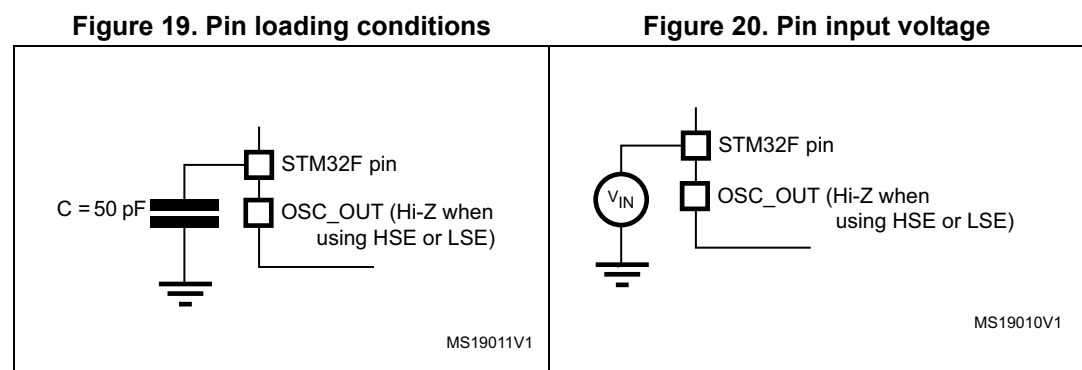 Figure 19. Pin loading conditions
Figure 20. Pin input voltage
STM32F pin
C = 50 pF
OSC_OUT (Hi-Z when
using HSE or LSE)
MS19011V1
STM32F pin
VIN
OSC_OUT (Hi-Z when
using HSE or LSE)
MS19010V1